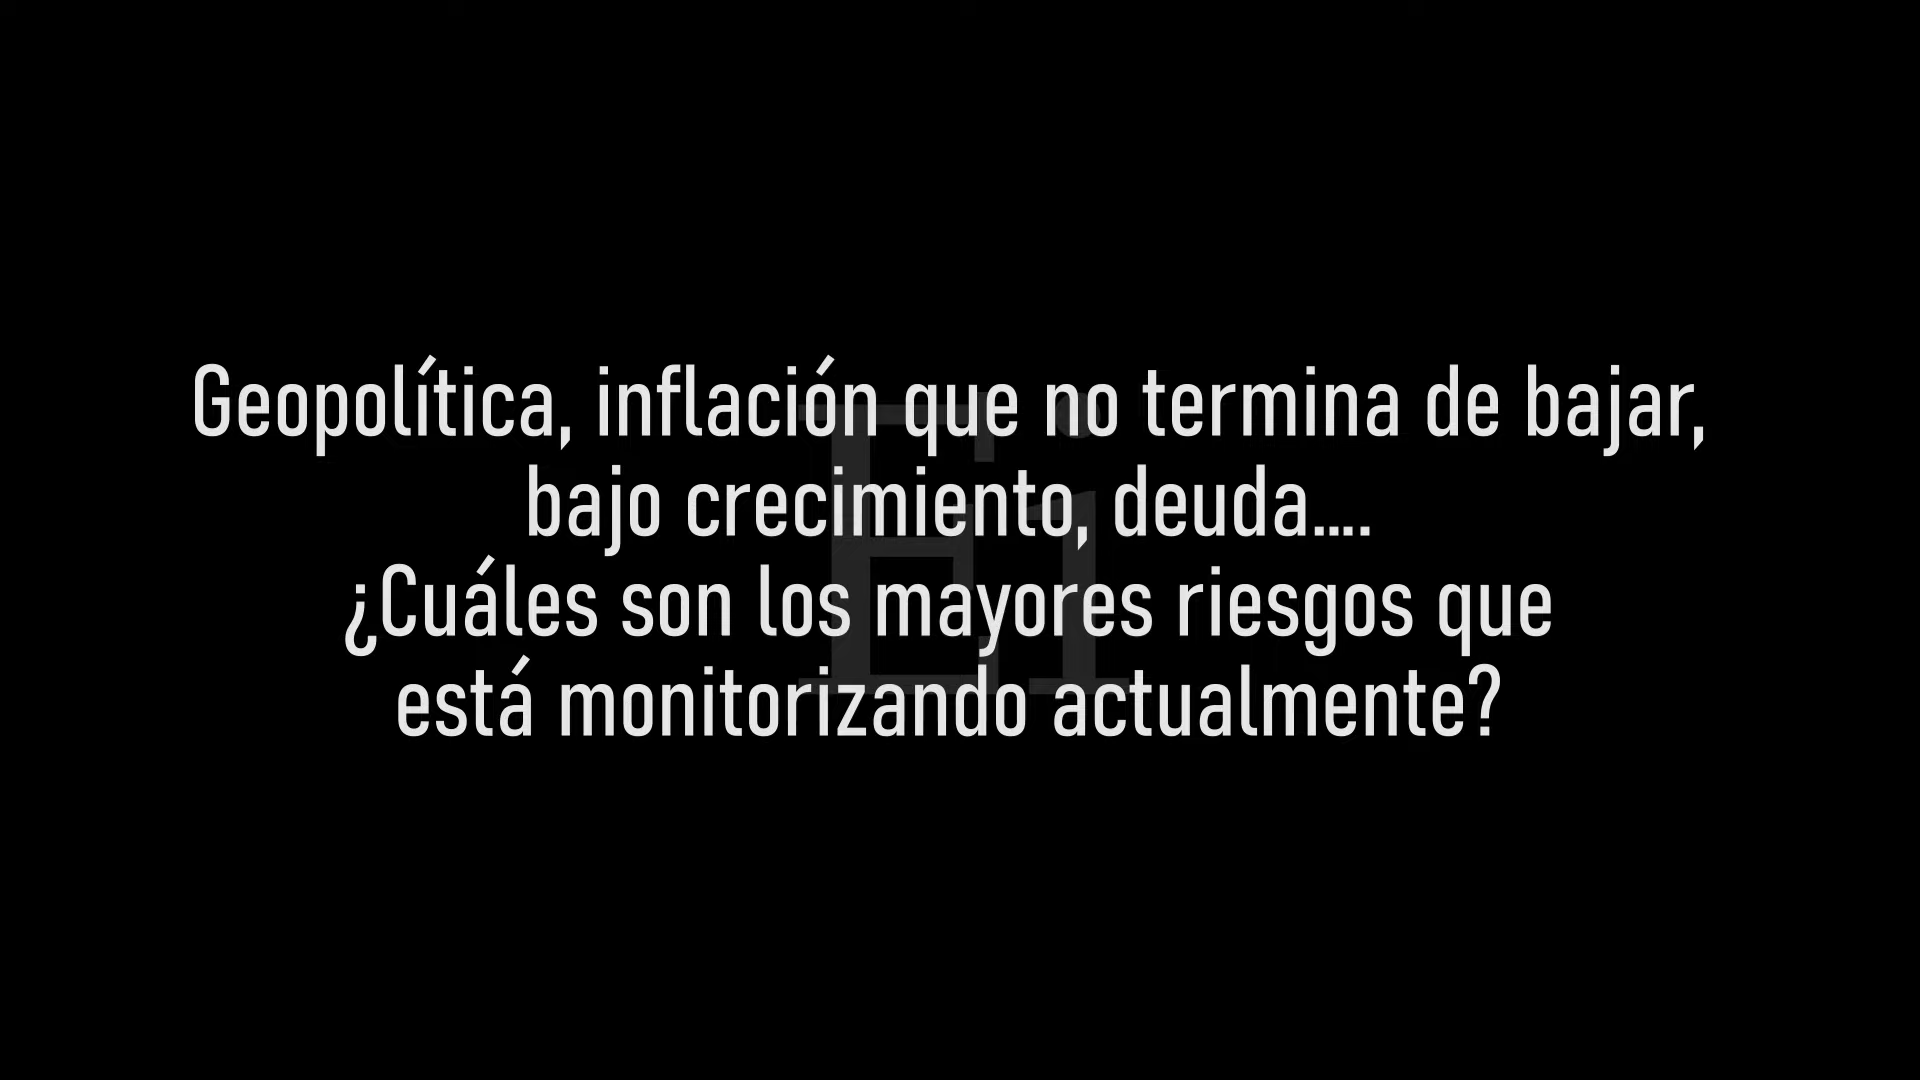 Geopolítica, inflación que no termina de bajar,
bajo crecimiento, deuda....
¿Cuáles son los mayores riesgos que
está monitorizando actualmente?
Ei